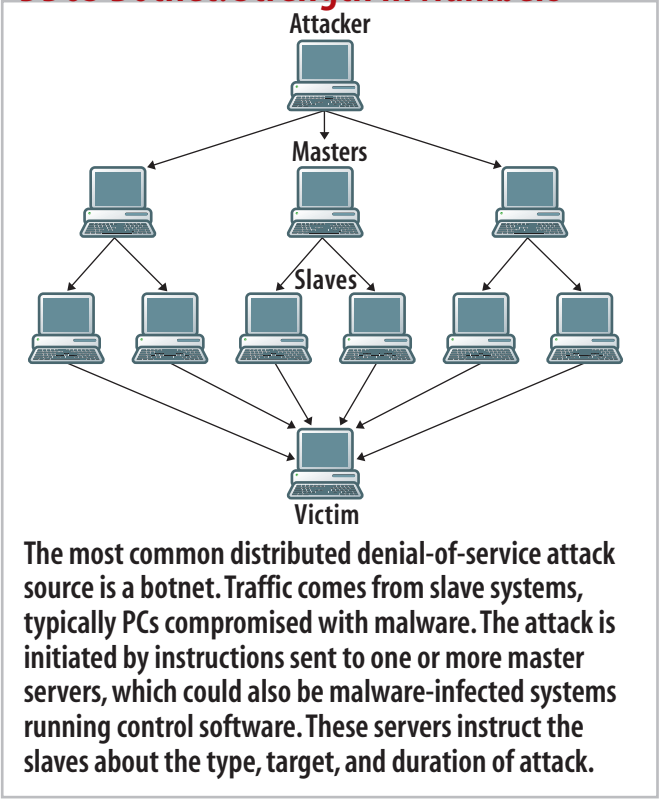 Attacker
Masters
Slaves
Victim
The most common distributed denial-of-service attack
source is a botnet. Traffic comes from slave systems,
typically PCs compromised with malware. The attack is
initiated by instructions sent to one or more master
servers, which could also be malware-infected systems
running control software. These servers instruct the
slaves about the type, target, and duration of attack.